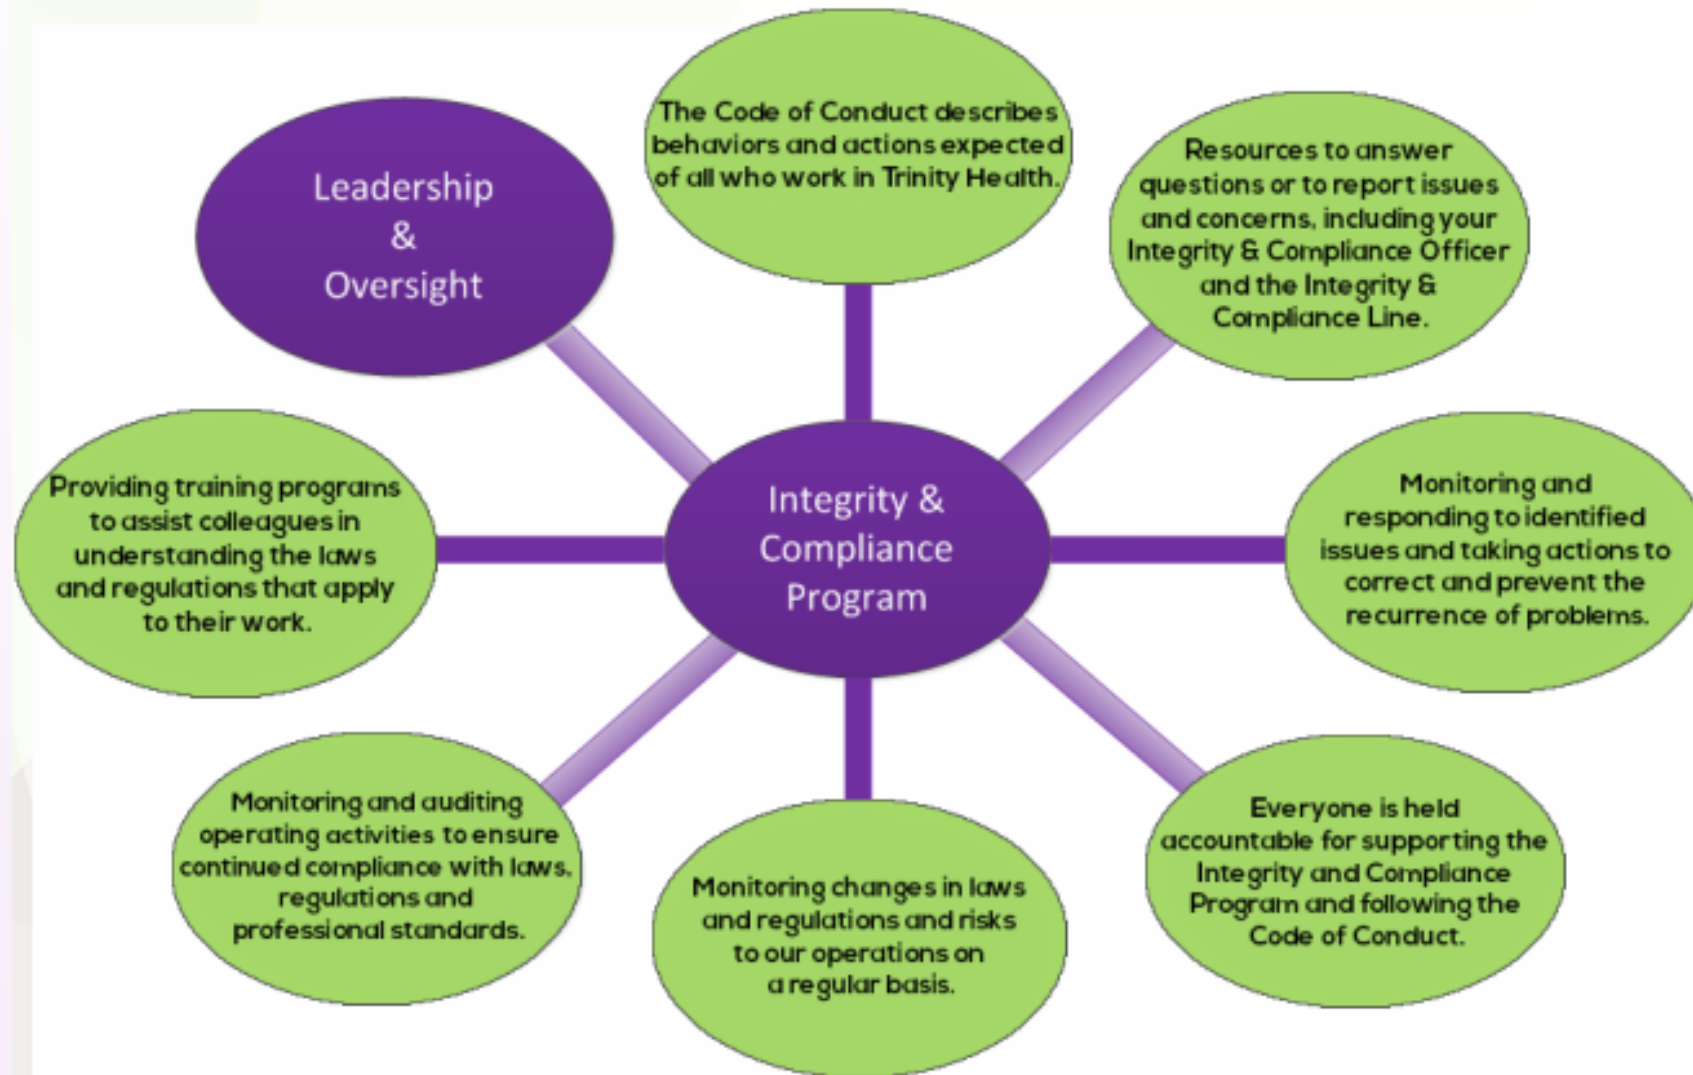 Leadership
&
Oversight
The Code of Conduct describes
behaviors and actions expected
of all who work in Trinity Health.
Resources to answer
questions or to report issues
and concerns, including your
Integrity & Compliance Officer
and the Integrity &
Compliance Line.
Providing training programs
to assist colleagues in
understanding the laws
and regulations that apply
to their work.
Integrity &
Compliance
Program
Monitoring and
responding to identified
issues and taking actions to
correct and prevent the
recurrence of problems.
Monitoring and auditing
operating activities to ensure
continued compliance with laws,
regulations and
professional standards.
Monitoring changes in laws
and regulations and risks
to our operations on
a regular basis.
Everyone is held
accountable for supporting the
Integrity and Compliance
Program and following the
Code of Conduct.